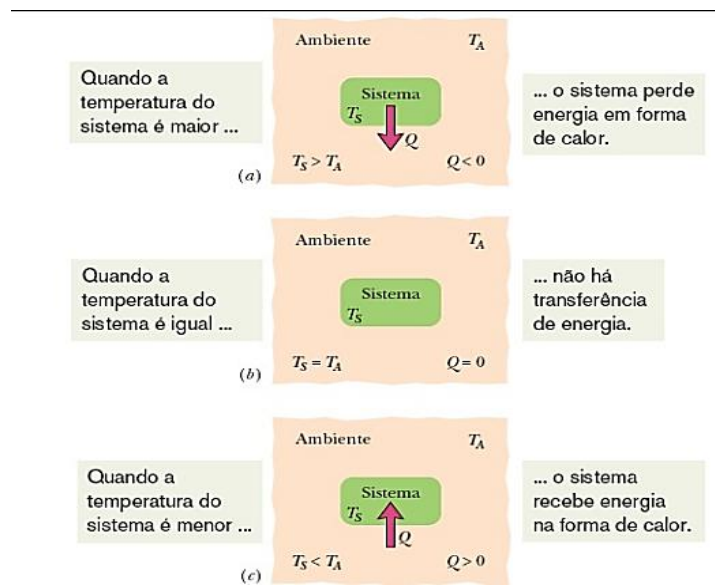 Ambiente T_A
Quando a
temperatura do
sistema é maior ...
Sistema
T_S
Q
... o sistema perde
energia em forma
de calor.
T_S > T_A Q < 0
(a)
Ambiente T_A
Quando a
temperatura do
sistema é igual ...
Sistema
T_S
... não há
transferência
de energia.
T_S = T_A Q = 0
(b)
Ambiente T_A
Quando a
temperatura do
sistema é menor ...
Sistema
T_S
Q
... o sistema
recebe energia
na forma de calor.
T_S < T_A Q > 0
(c)